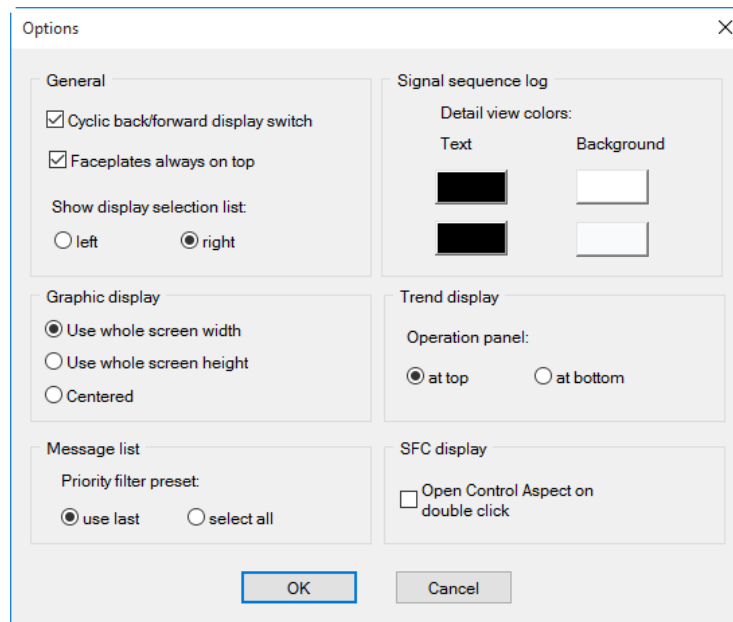 Options
General
Cyclic back/forward display switch
Faceplates always on top
Show display selection list:
left right
Signal sequence log
Detail view colors:
Text Background
Graphic display
Use whole screen width
Use whole screen height
Centered
Trend display
Operation panel:
at top at bottom
Message list
Priority filter preset:
use last select all
SFC display
Open Control Aspect on
double click
OK Cancel